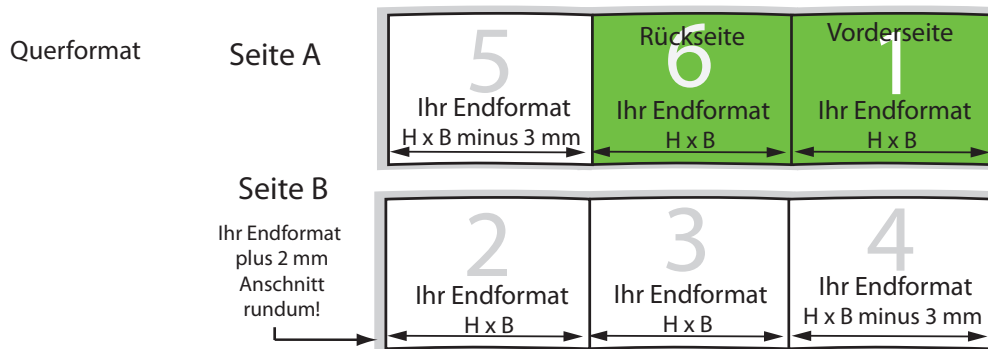 Querformat
Seite A
5
Ihr Endformat
H x B minus 3 mm
Rückseite
6
Ihr Endformat
H x B
Vorderseite
1
Ihr Endformat
H x B
Seite B
Ihr Endformat
plus 2 mm
Anschnitt
rundum!
2
Ihr Endformat
H x B
3
Ihr Endformat
H x B
4
Ihr Endformat
H x B minus 3 mm